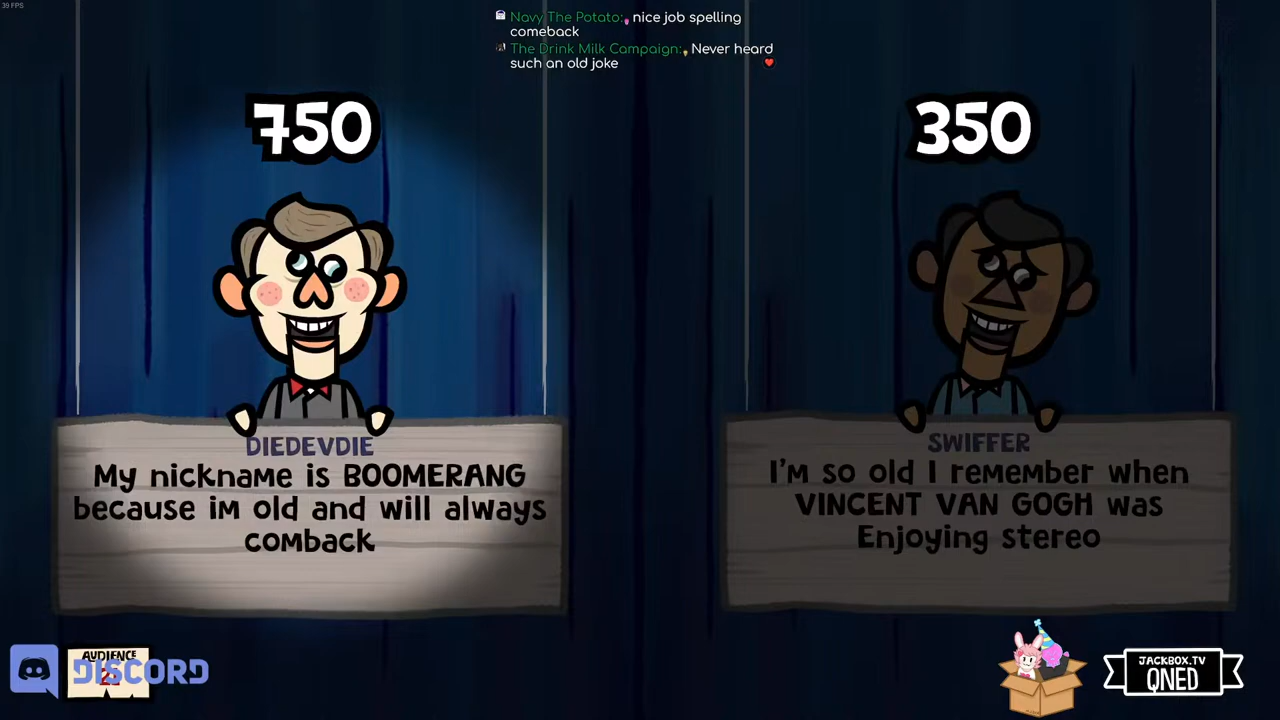 39 FPS
Navy The Potato: nice job spelling
comeback
The Drink Milk Campaign: Never heard
such an old joke
750
350
DIEDEVDIE
My nickname is BOOMERANG
because im old and will always
comback
SWIFFER
I'M so old I remember when
VINCENT VAN GOGH was
Enjoying stereo
AUDIENCE
DISCORD
JACKBOX.TV
QNED